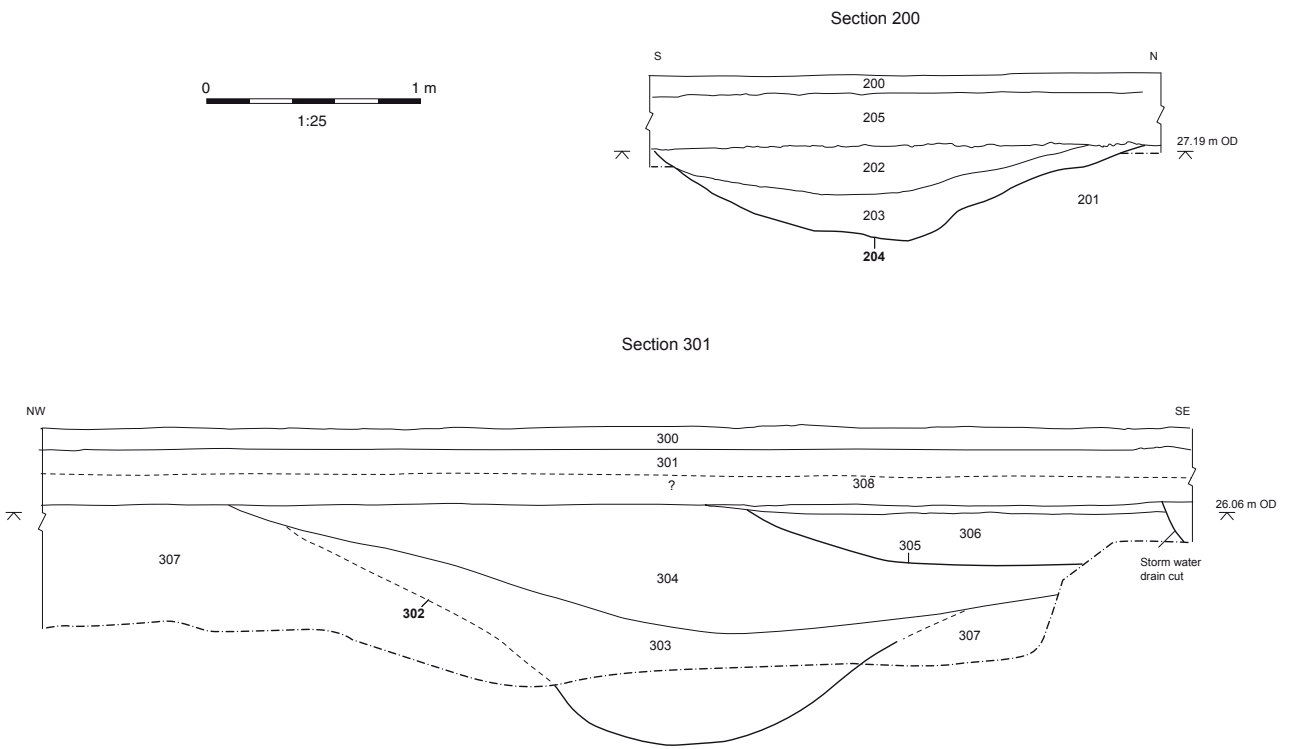 Section 200
S
N
0
1 m
1:25
200
205
27.19 m OD
202
201
203
204
Section 301
NW
SE
300
301
?
308
26.06 m OD
306
305
307
304
Storm water
drain cut
302
303
307